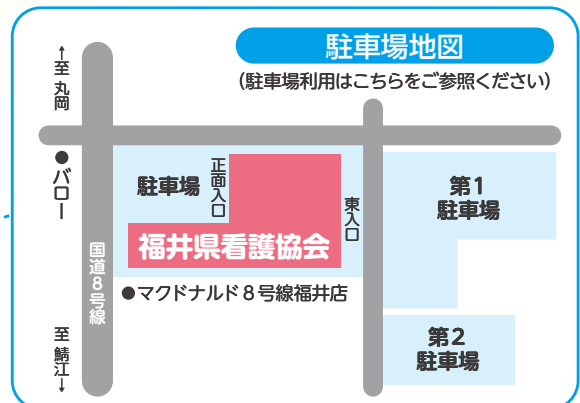 駐車場地図
（駐車場利用はこちらをご参照ください）
↑至 丸岡
●バロー
国道８号線
至 鯖江↓
駐車場
正面入口
福井県看護協会
東入口
●マクドナルド８号線福井店
第1
駐車場
第2
駐車場